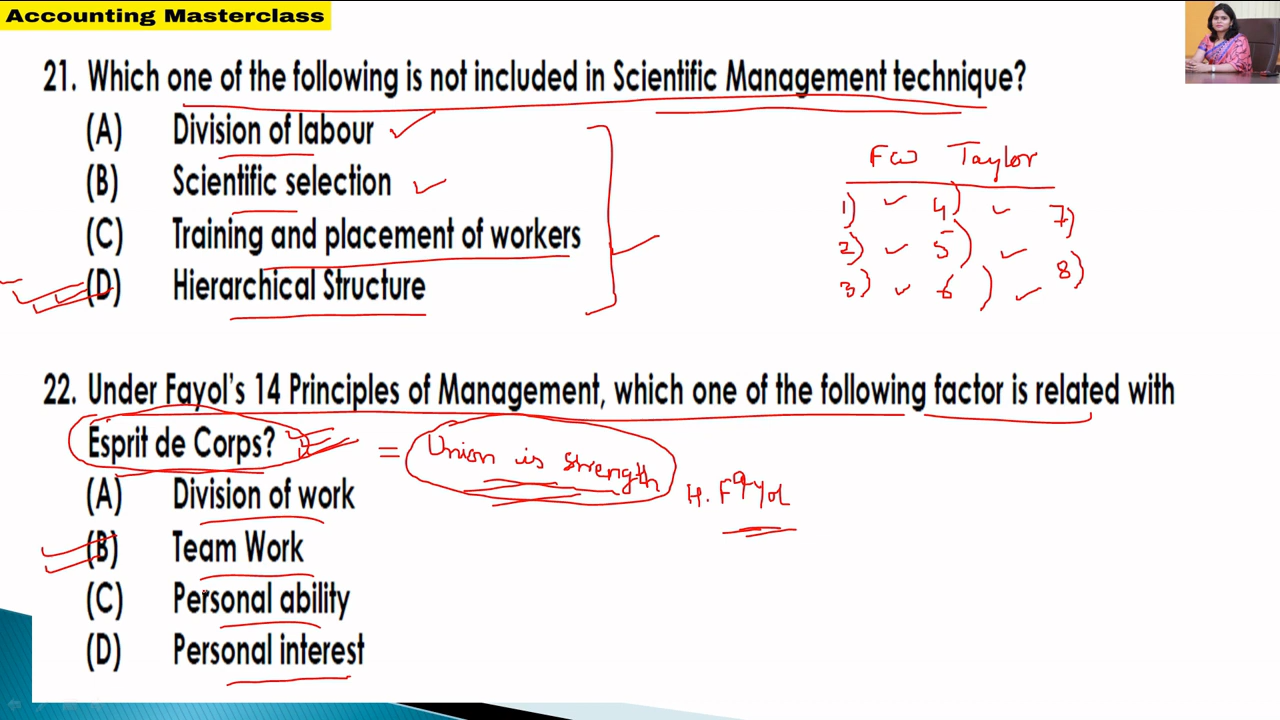 Accounting Masterclass
21. Which one of the following is not included in Scientific Management technique?
(A) Division of labour
(B) Scientific selection
(C) Training and placement of workers
(D) Hierarchical Structure
FW Taylor
1) 4) 7)
2) 5) 8)
3) 6)
22. Under Fayol's 14 Principles of Management, which one of the following factor is related with
Esprit de Corps? = Union is strength
H. Fayol
(A) Division of work
(B) Team Work
(C) Personal ability
(D) Personal interest